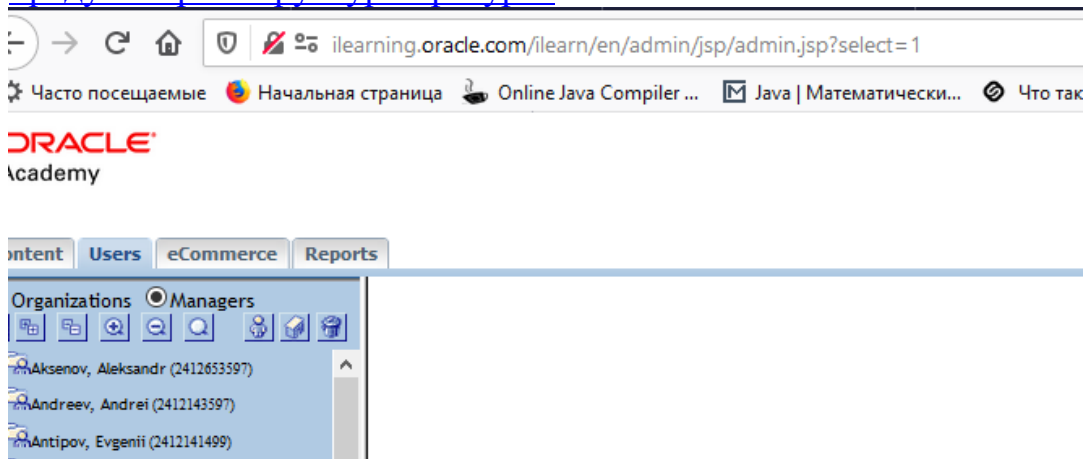 ilearning.oracle.com/ilearn/en/admin/jsp/admin.jsp?select=1
Часто посещаемые Начальная страница Online Java Compiler ... Java | Математически... Что так
ORACLE
Academy
ontent Users eCommerce Reports
Organizations Managers
Aksenov, Aleksandr (2412653597)
Andreev, Andrei (2412143597)
Antipov, Evgenii (2412141499)